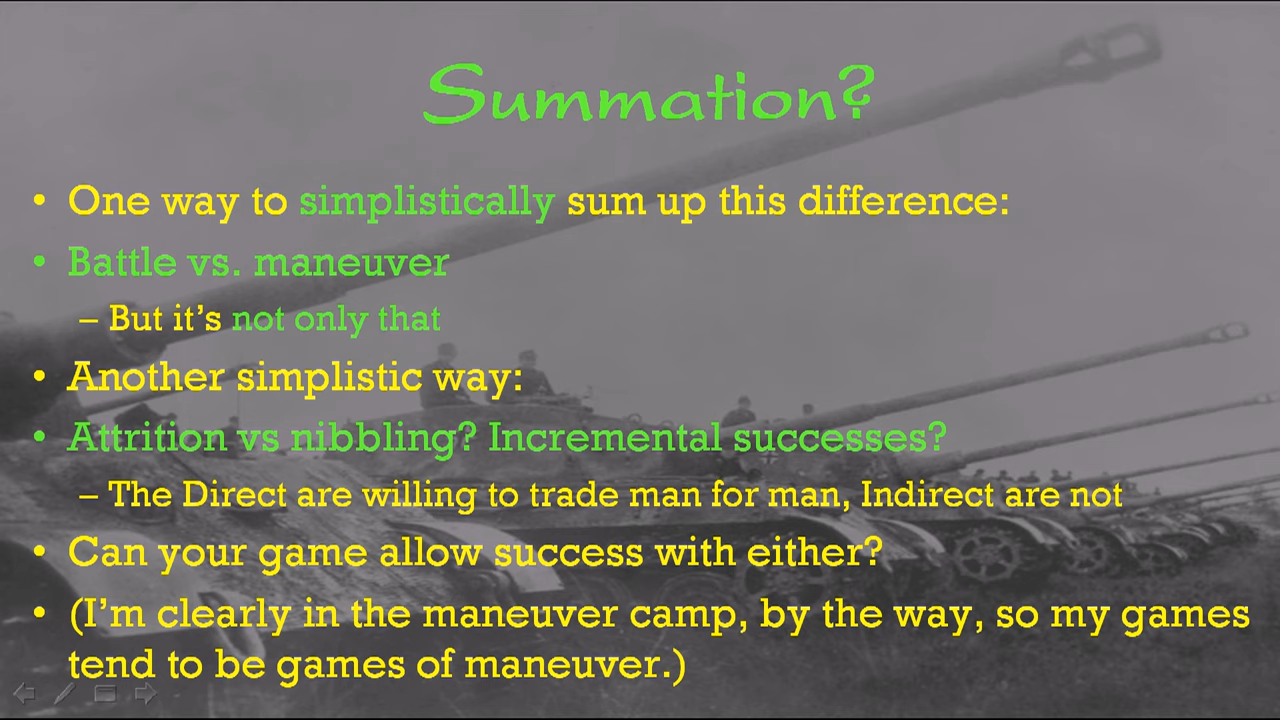 Summation?
• One way to simplistically sum up this difference:
• Battle vs. maneuver
– But it’s not only that
• Another simplistic way:
• Attrition vs nibbling? Incremental successes?
– The Direct are willing to trade man for man, Indirect are not
• Can your game allow success with either?
• (I’m clearly in the maneuver camp, by the way, so my games
tend to be games of maneuver.)